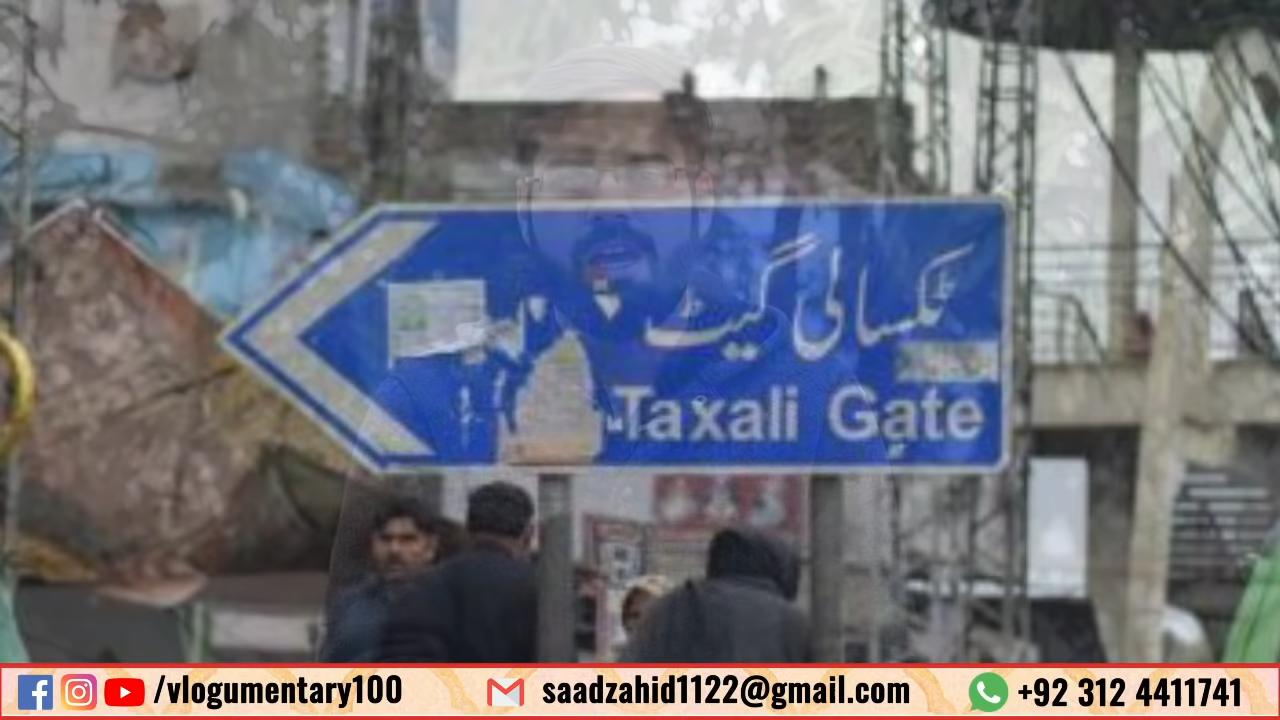 ٹکسالی گیٹ
Taxali Gate
/vlogumentary100 saadzahid1122@gmail.com +92 312 4411741